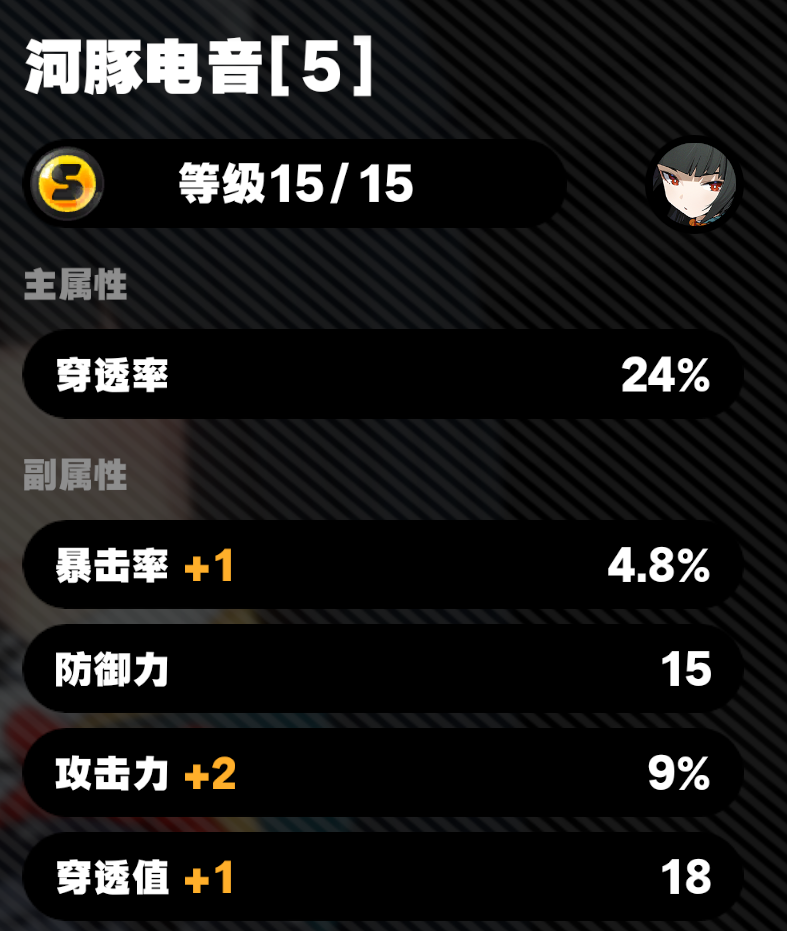 河豚电音[5]
S 等级15/15
主属性
穿透率 24%
副属性
暴击率 +1 4.8%
防御力 15
攻击力 +2 9%
穿透值 +1 18